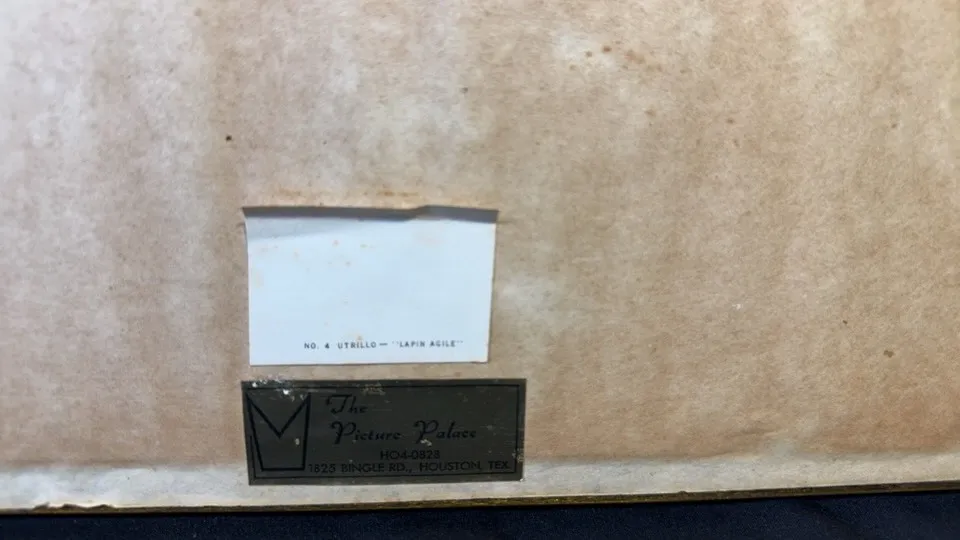 NO. 4 UTRILLO — "LAPIN AGILE"
The
Picture Palace
HO4-0828
1825 BINGLE RD., HOUSTON, TEX.